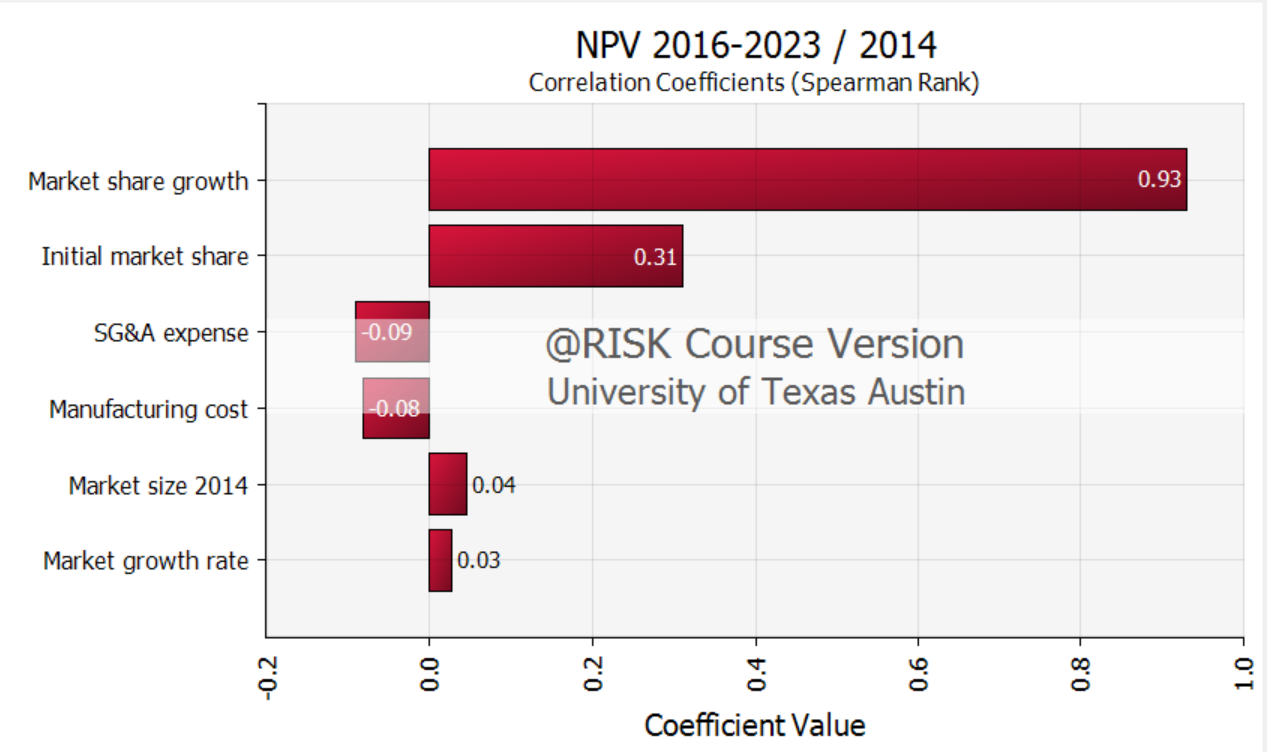 NPV 2016-2023 / 2014
Correlation Coefficients (Spearman Rank)
Market share growth
0.93
Initial market share
0.31
SG&A expense
-0.09
@RISK Course Version
University of Texas Austin
Manufacturing cost
-0.08
Market size 2014
0.04
Market growth rate
0.03
-0.2
0.0
0.2
0.4
0.6
0.8
1.0
Coefficient Value